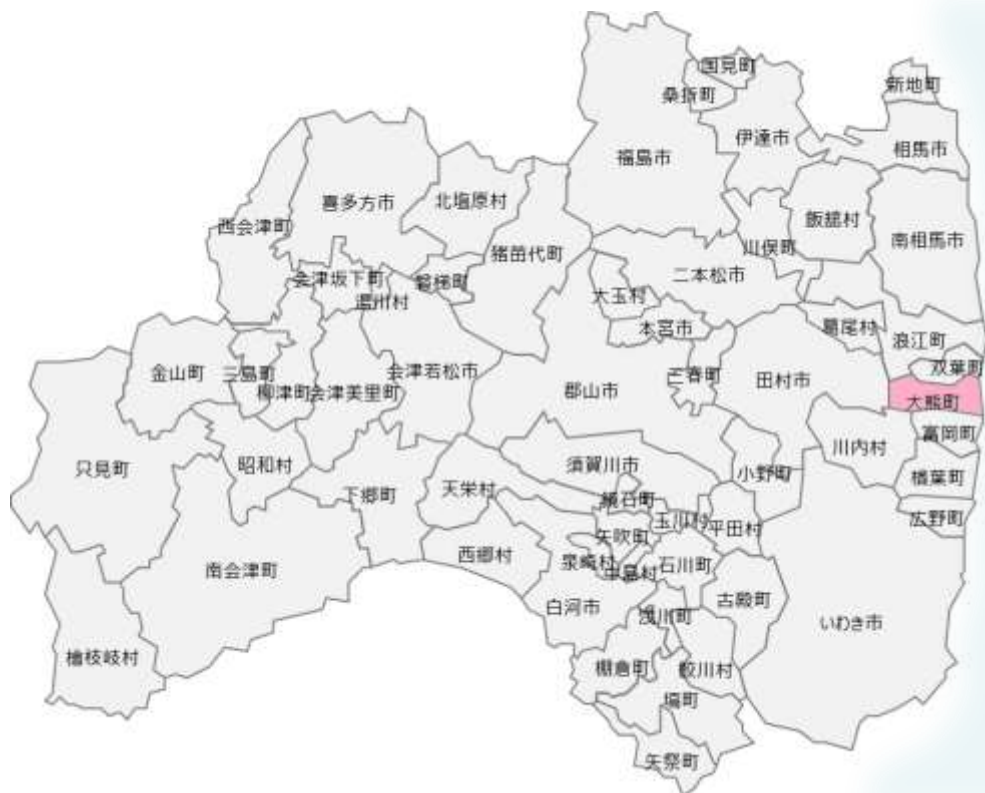 国見町
桑折町
新地町
伊達市
相馬市
福島市
喜多方市
北塩原村
西会津町
飯舘村
川俣町
南相馬市
猪苗代町
会津坂下町
磐梯町
二本松市
湯川村
大玉村
本宮市
葛尾村
浪江町
双葉町
金山町
三島町
会津若松市
柳津町
会津美里町
郡山市
三春町
田村市
大熊町
富岡町
川内村
只見町
昭和村
須賀川市
小野町
楢葉町
下郷町
天栄村
鏡石町
玉川村
平田村
広野町
矢吹町
西郷村
泉崎村
中島村
石川町
南会津町
古殿町
白河市
浅川町
いわき市
檜枝岐村
棚倉町
鮫川村
塙町
矢祭町